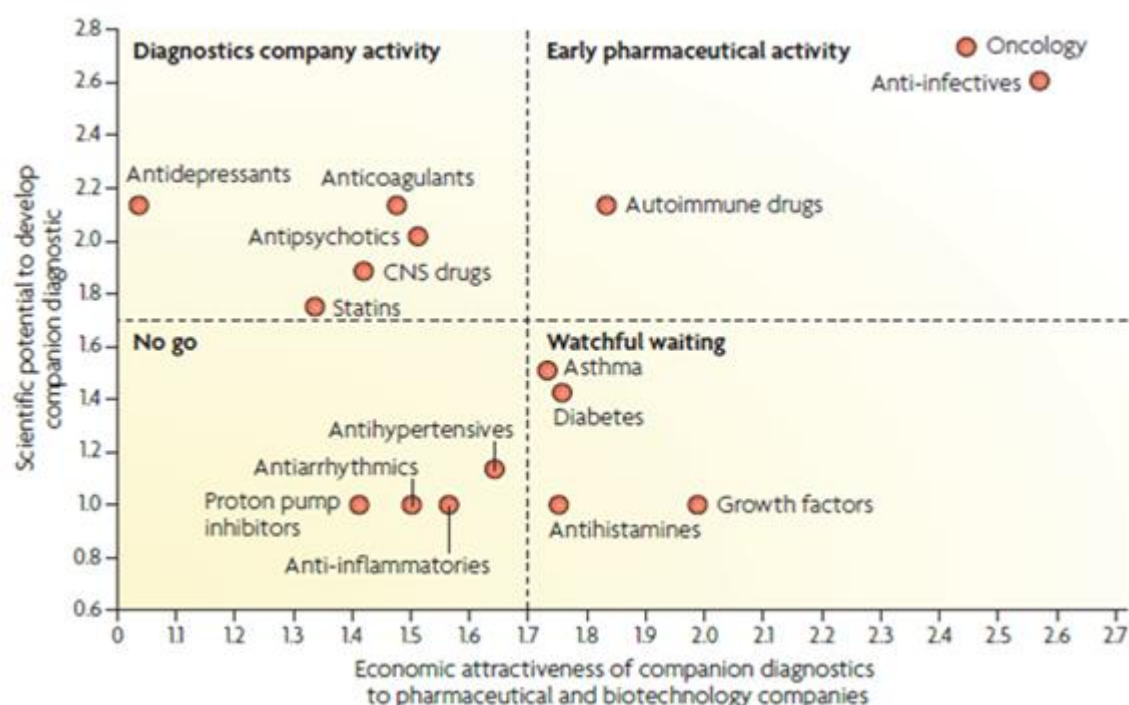 2.8
2.6
2.4
2.2
2.0
1.8
1.6
1.4
1.2
1.0
0.8
0.6
Scientific potential to develop
companion diagnostic
Diagnostics company activity
Early pharmaceutical activity
Oncology
Anti-infectives
Antidepressants
Anticoagulants
Autoimmune drugs
Antipsychotics
CNS drugs
Statins
No go
Watchful waiting
Asthma
Diabetes
Antihypertensives
Antiarrhythmics
Proton pump
inhibitors
Growth factors
Antihistamines
Anti-inflammatories
0 1.1 1.2 1.3 1.4 1.5 1.6 1.7 1.8 1.9 2.0 2.1 2.2 2.3 2.4 2.5 2.6 2.7
Economic attractiveness of companion diagnostics
to pharmaceutical and biotechnology companies